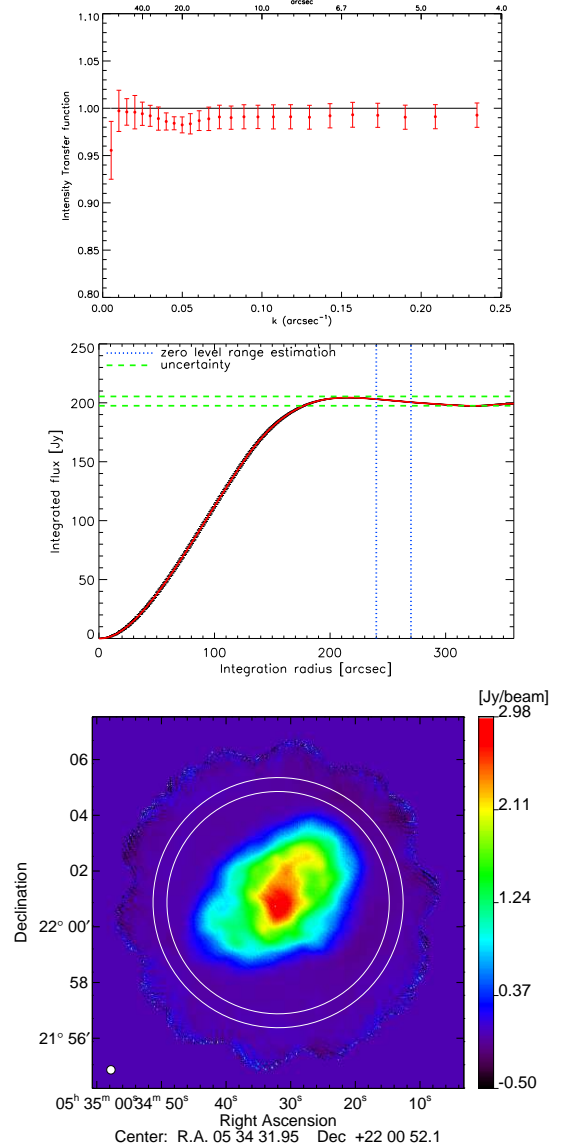 arcsec
40.0 20.0 10.0 6.7 5.0 4.0
1.10
1.05
1.00
0.95
0.90
0.85
0.80
Intensity Transfer function
0.00 0.05 0.10 0.15 0.20 0.25
k (arcsec⁻¹)
250
200
150
100
50
0
Integrated flux [Jy]
zero level range estimation
uncertainty
0 100 200 300
Integration radius [arcsec]
[Jy/beam]
2.98
2.11
1.24
0.37
-0.50
06
04
02
22° 00′
58
21° 56′
Declination
05ʰ 35ᵐ 00ˢ34ᵐ 50ˢ 40ˢ 30ˢ 20ˢ 10ˢ
Right Ascension
Center: R.A. 05 34 31.95 Dec +22 00 52.1